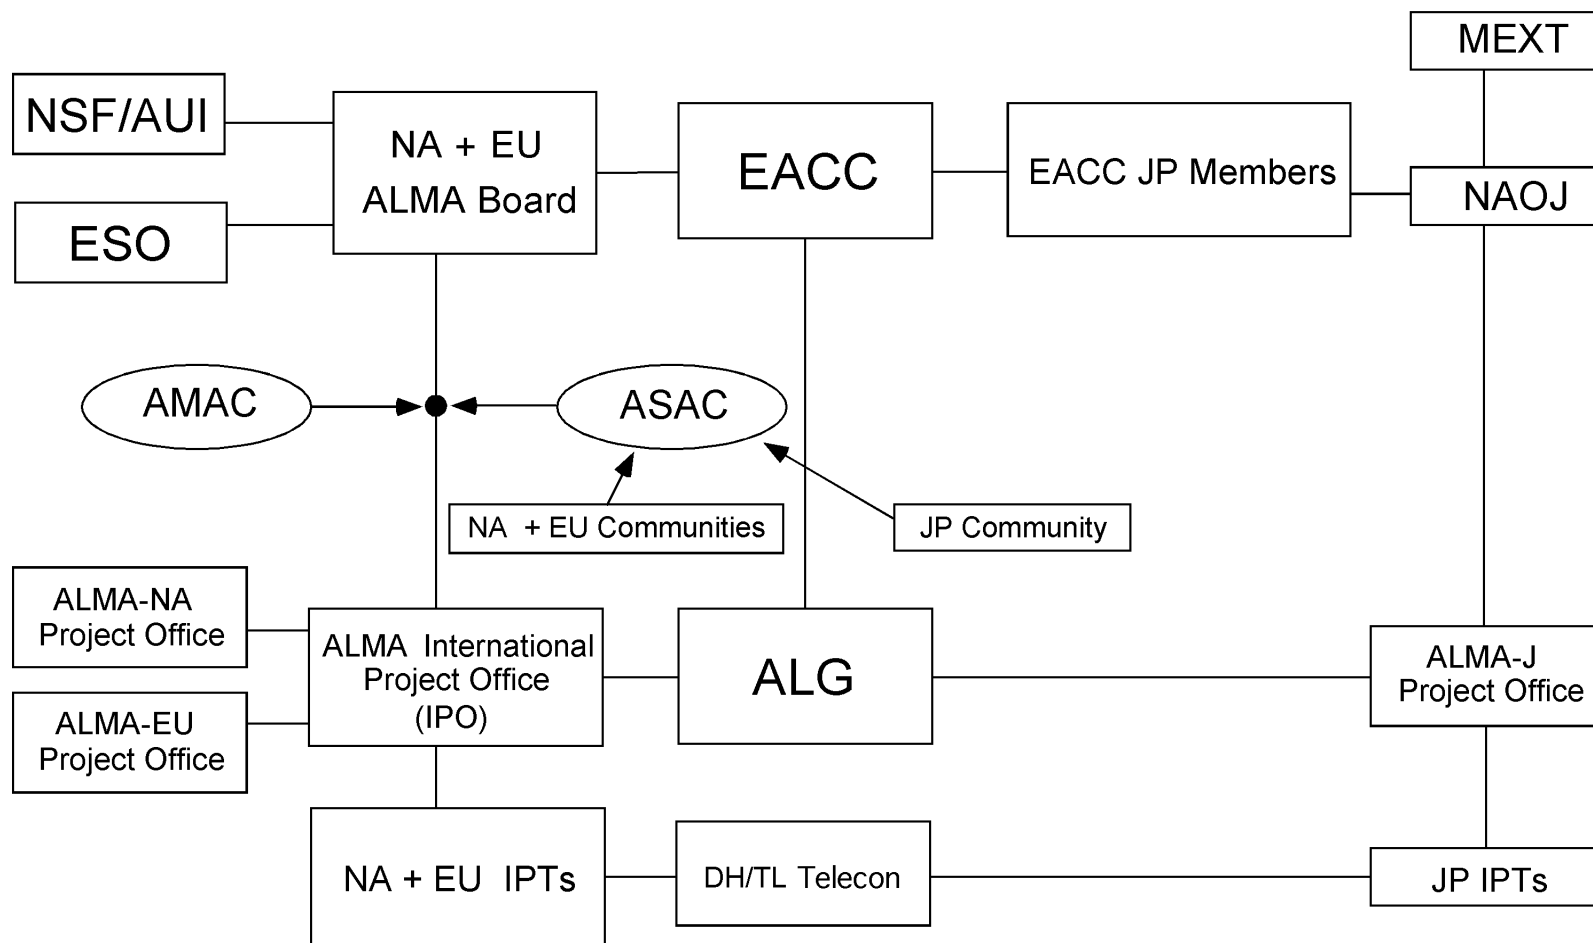 MEXT
NSF/AUI
NA + EU
ALMA Board
EACC
EACC JP Members
NAOJ
ESO
AMAC
ASAC
NA + EU Communities
JP Community
ALMA-NA
Project Office
ALMA International
Project Office
(IPO)
ALG
ALMA-J
Project Office
ALMA-EU
Project Office
NA + EU IPTs
DH/TL Telecon
JP IPTs